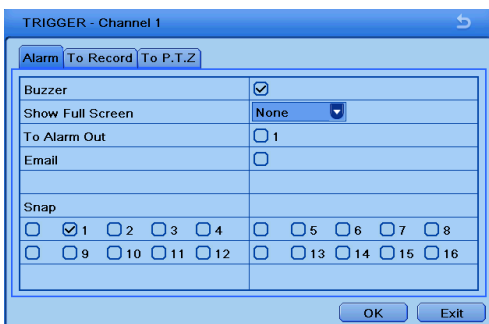 TRIGGER - Channel 1
Alarm To Record To P.T.Z
Buzzer
Show Full Screen None
To Alarm Out 1
Email
Snap
1 2 3 4 5 6 7 8
9 10 11 12 13 14 15 16
OK Exit